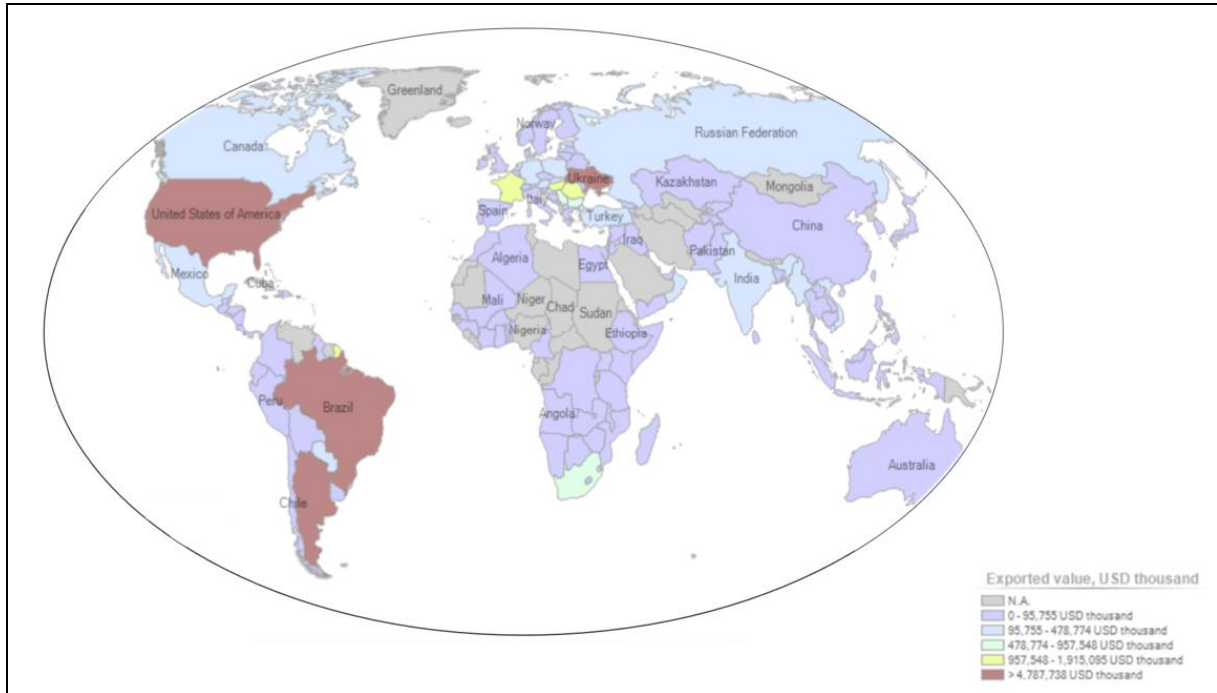 Greenland
Norway
Russian Federation
Canada
Ukraine
Kazakhstan
Mongolia
United States of America
Spain
Italy
Turkey
China
Iraq
Pakistan
Algeria
Egypt
India
Mexico
Cuba
Mali
Niger
Chad
Sudan
Nigeria
Ethiopia
Peru
Brazil
Angola
Australia
Chile
Exported value, USD thousand
N.A.
0 - 95,755 USD thousand
95,755 - 478,774 USD thousand
478,774 - 957,548 USD thousand
957,548 - 1,915,095 USD thousand
> 4,787,738 USD thousand